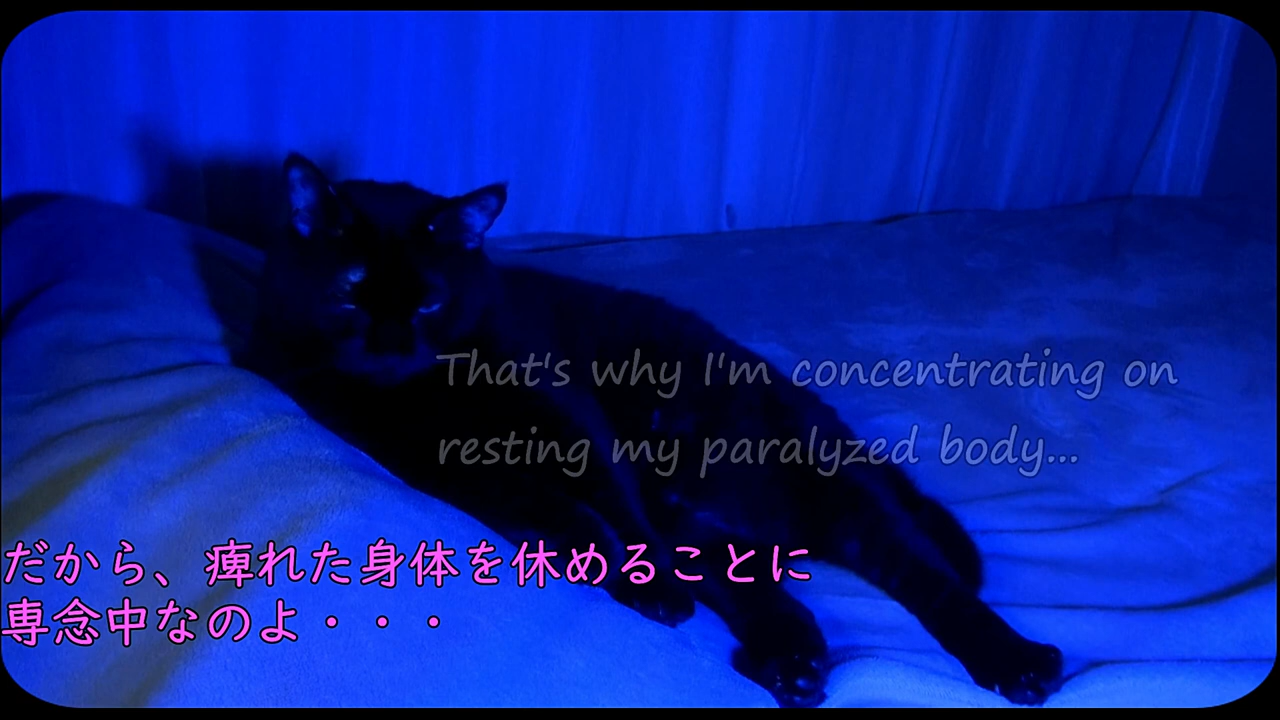 That's why I'm concentrating on
resting my paralyzed body...
だから、痺れた身体を休めることに
専念中なのよ・・・